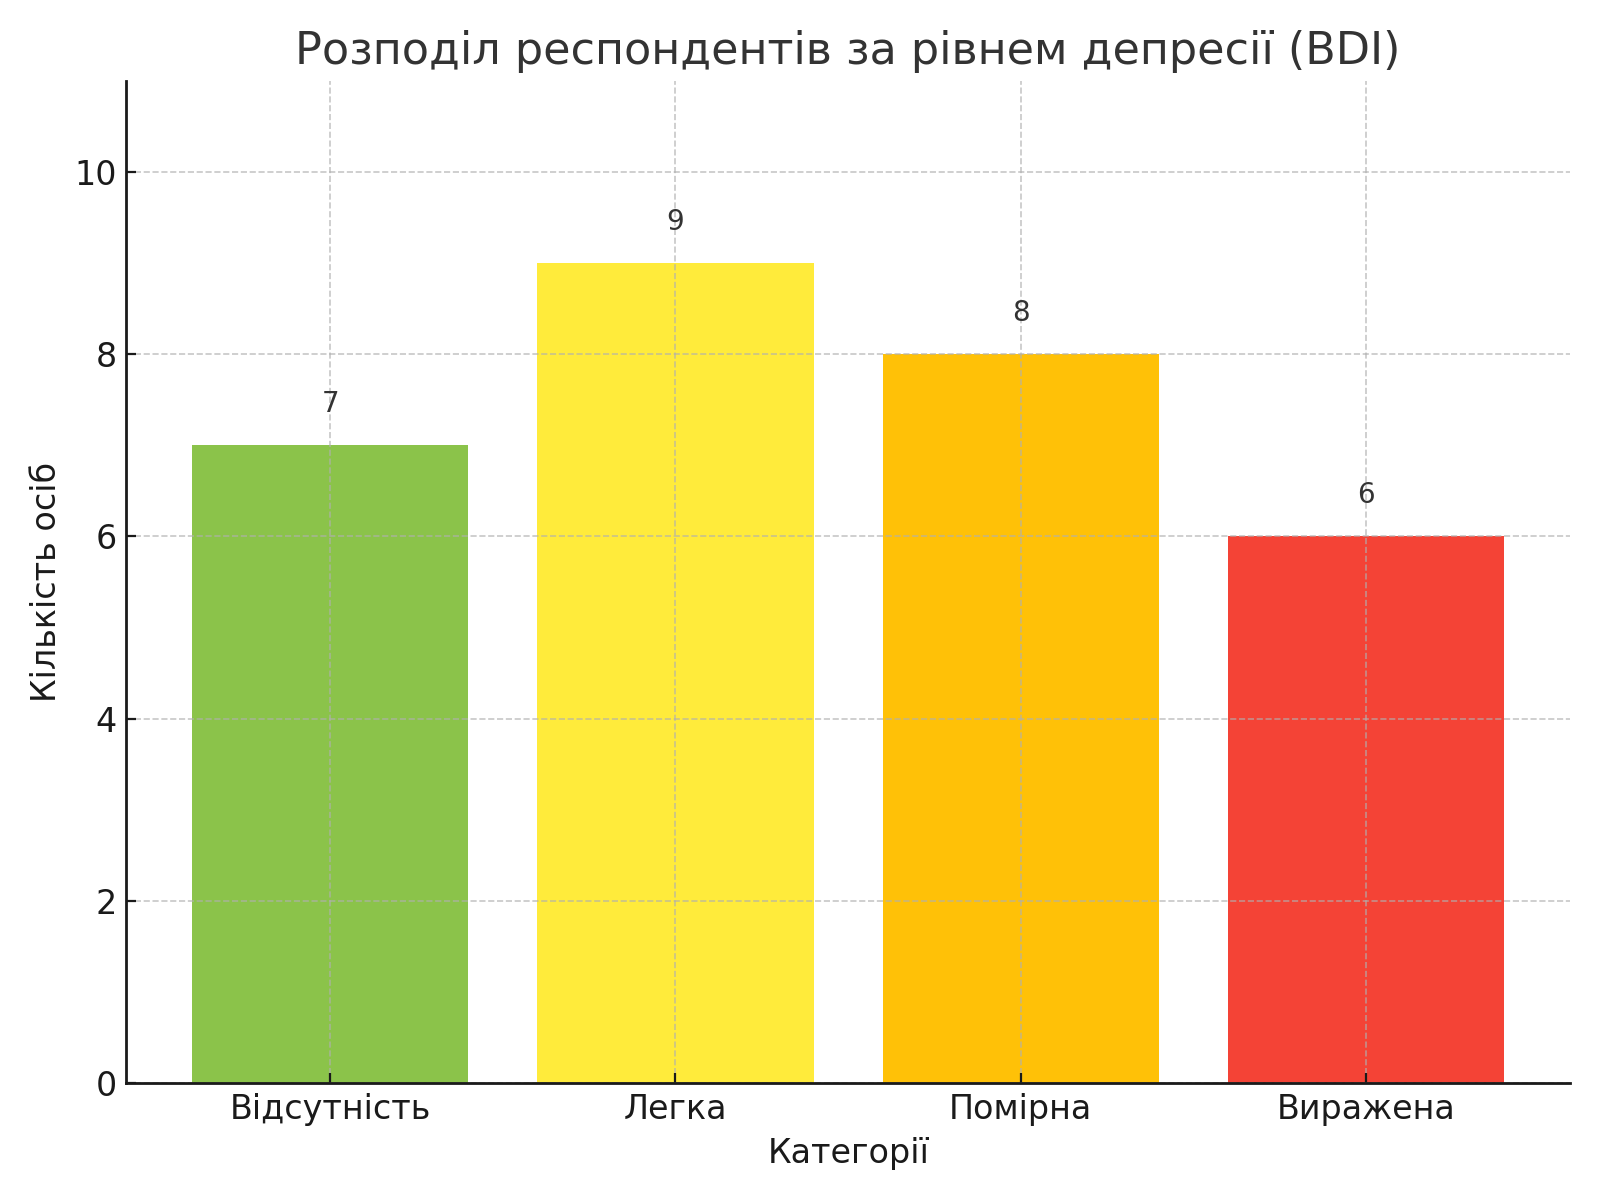 Розподіл респондентів за рівнем депресії (BDI)
Кількість осіб
10
8
6
4
2
0
7
9
8
6
Відсутність
Легка
Помірна
Виражена
Категорії